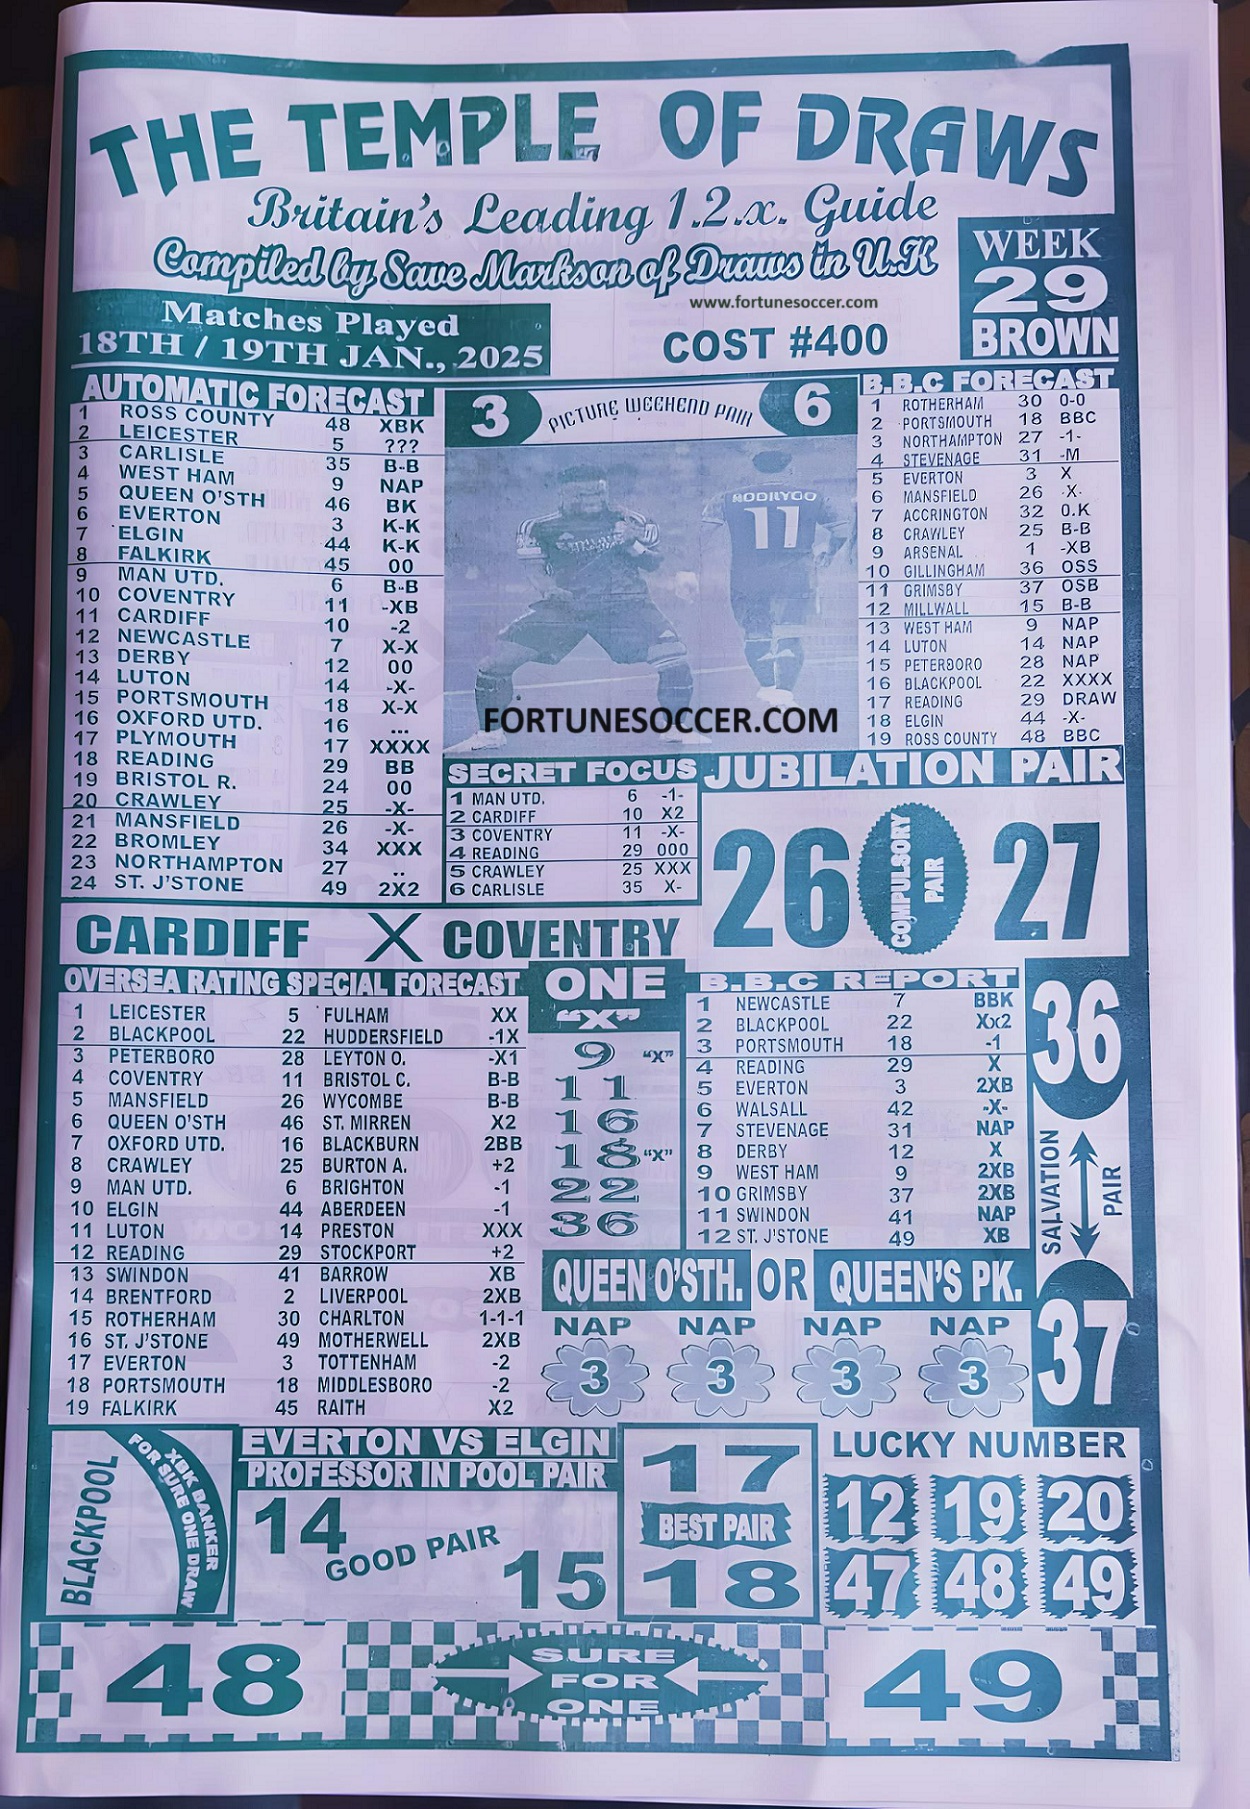 THE TEMPLE OF DRAWS
Britain's Leading 1.2.x. Guide
Compiled by Save Markson of Draws in U.K
www.fortunesoccer.com
WEEK
29
BROWN
Matches Played
18TH / 19TH JAN., 2025
COST #400
AUTOMATIC FORECAST
1 ROSS COUNTY 48 XBK
2 LEICESTER 5 ???
3 CARLISLE 35 B-B
4 WEST HAM 9 NAP
5 QUEEN O'STH 46 BK
6 EVERTON 3 K-K
7 ELGIN 44 K-K
8 FALKIRK 45 00
9 MAN UTD. 6 B-B
10 COVENTRY 11 -XB
11 CARDIFF 10 -2
12 NEWCASTLE 7 X-X
13 DERBY 12 00
14 LUTON 14 -X-
15 PORTSMOUTH 18 X-X
16 OXFORD UTD. 16 ...
17 PLYMOUTH 17 XXXX
18 READING 29 BB
19 BRISTOL R. 24 00
20 CRAWLEY 25 -X-
21 MANSFIELD 26 -X-
22 BROMLEY 34 XXX
23 NORTHAMPTON 27 ..
24 ST. J'STONE 49 2X2
3 PICTURE WEEKEND PAIR 6
RODRYGO
11
FORTUNESOCCER.COM
B.B.C FORECAST
1 ROTHERHAM 30 0-0
2 PORTSMOUTH 18 BBC
3 NORTHAMPTON 27 -1-
4 STEVENAGE 31 -M
5 EVERTON 3 X
6 MANSFIELD 26 -X-
7 ACCRINGTON 32 0.K
8 CRAWLEY 25 B-B
9 ARSENAL 1 -XB
10 GILLINGHAM 36 OSS
11 GRIMSBY 37 OSB
12 MILLWALL 15 B-B
13 WEST HAM 9 NAP
14 LUTON 14 NAP
15 PETERBORO 28 NAP
16 BLACKPOOL 22 XXXX
17 READING 29 DRAW
18 ELGIN 44 -X-
19 ROSS COUNTY 48 BBC
SECRET FOCUS
1 MAN UTD. 6 -1-
2 CARDIFF 10 X2
3 COVENTRY 11 -X-
4 READING 29 000
5 CRAWLEY 25 XXX
6 CARLISLE 35 X-
JUBILATION PAIR
26 COMPULSORY PAIR 27
CARDIFF X COVENTRY
OVERSEA RATING SPECIAL FORECAST
1 LEICESTER 5 FULHAM XX
2 BLACKPOOL 22 HUDDERSFIELD -1X
3 PETERBORO 28 LEYTON O. -X1
4 COVENTRY 11 BRISTOL C. B-B
5 MANSFIELD 26 WYCOMBE B-B
6 QUEEN O'STH 46 ST. MIRREN X2
7 OXFORD UTD. 16 BLACKBURN 2BB
8 CRAWLEY 25 BURTON A. +2
9 MAN UTD. 6 BRIGHTON -1
10 ELGIN 44 ABERDEEN -1
11 LUTON 14 PRESTON XXX
12 READING 29 STOCKPORT +2
13 SWINDON 41 BARROW XB
14 BRENTFORD 2 LIVERPOOL 2XB
15 ROTHERHAM 30 CHARLTON 1-1-1
16 ST. J'STONE 49 MOTHERWELL 2XB
17 EVERTON 3 TOTTENHAM -2
18 PORTSMOUTH 18 MIDDLESBORO -2
19 FALKIRK 45 RAITH X2
ONE
"X"
9 "X"
11
16
18 "X"
22
36
B.B.C REPORT
1 NEWCASTLE 7 BBK
2 BLACKPOOL 22 Xx2
3 PORTSMOUTH 18 -1
4 READING 29 X
5 EVERTON 3 2XB
6 WALSALL 42 -X-
7 STEVENAGE 31 NAP
8 DERBY 12 X
9 WEST HAM 9 2XB
10 GRIMSBY 37 2XB
11 SWINDON 41 NAP
12 ST. J'STONE 49 XB
36
SALVATION PAIR
37
QUEEN O'STH. OR QUEEN'S PK.
NAP NAP NAP NAP
3 3 3 3
BLACKPOOL
XBK BANKER
FOR SURE ONE DRAW
EVERTON VS ELGIN
PROFESSOR IN POOL PAIR
14
GOOD PAIR
15
17
BEST PAIR
18
LUCKY NUMBER
12 19 20
47 48 49
48 SURE FOR ONE 49